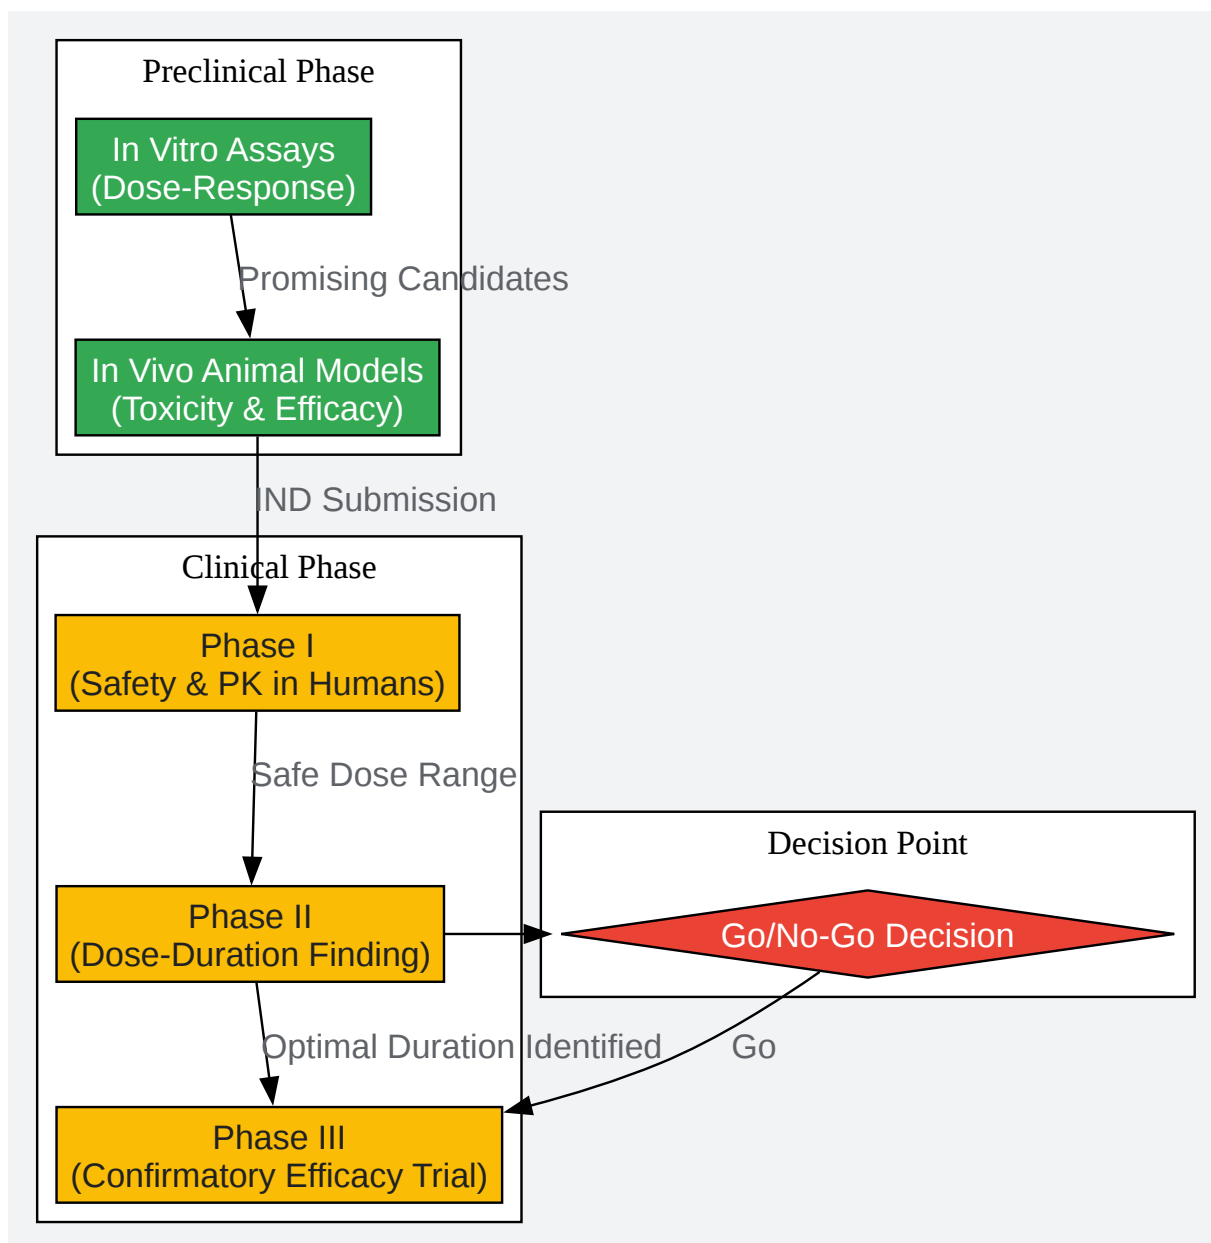 Preclinical Phase
In Vitro Assays
(Dose-Response)
Promising Candidates
In Vivo Animal Models
(Toxicity & Efficacy)
IND Submission
Clinical Phase
Phase I
(Safety & PK in Humans)
Safe Dose Range
Decision Point
Phase II
(Dose-Duration Finding)
Go/No-Go Decision
Optimal Duration Identified
Go
Phase III
(Confirmatory Efficacy Trial)